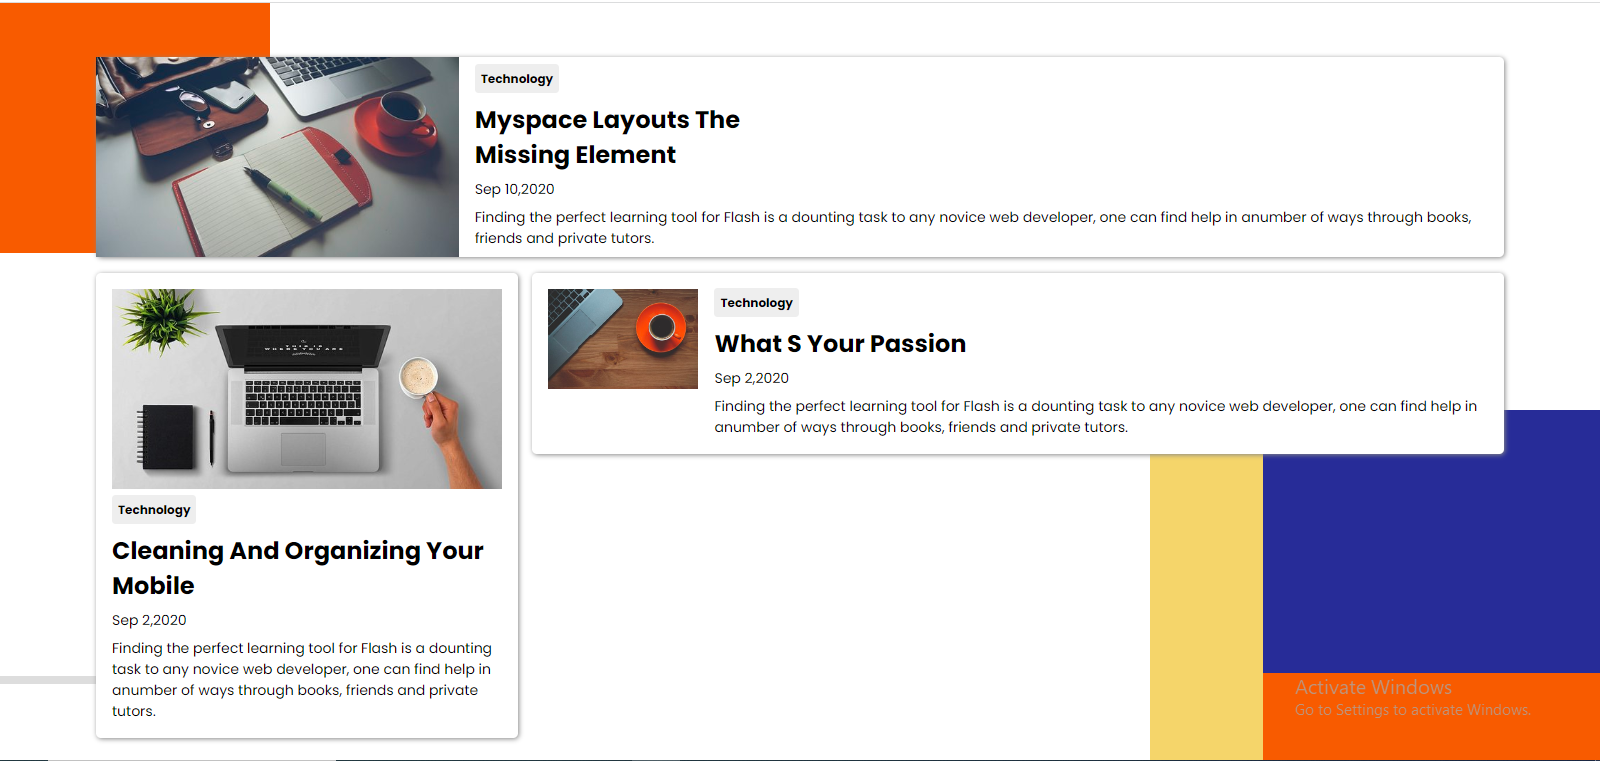 Technology
Myspace Layouts The
Missing Element
Sep 10,2020
Finding the perfect learning tool for Flash is a dounting task to any novice web developer, one can find help in anumber of ways through books,
friends and private tutors.
THIS IS
WHERE YOU ARE
Technology
Cleaning And Organizing Your
Mobile
Sep 2,2020
Finding the perfect learning tool for Flash is a dounting
task to any novice web developer, one can find help in
anumber of ways through books, friends and private
tutors.
Technology
What S Your Passion
Sep 2,2020
Finding the perfect learning tool for Flash is a dounting task to any novice web developer, one can find help in
anumber of ways through books, friends and private tutors.
Activate Windows
Go to Settings to activate Windows.